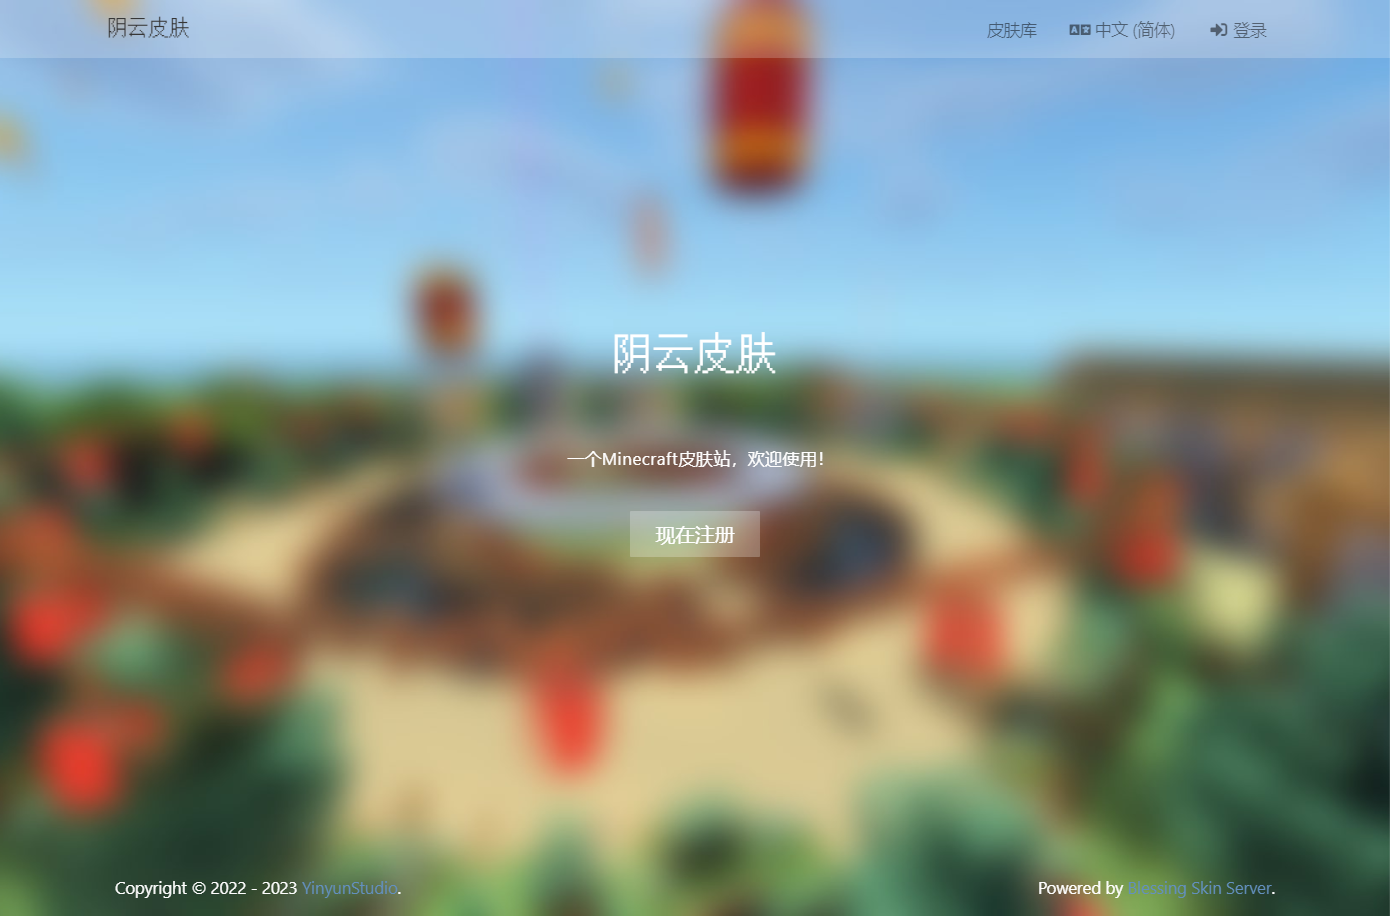 阴云皮肤
皮肤库 中文 (简体) 登录
阴云皮肤
一个Minecraft皮肤站，欢迎使用！
现在注册
Copyright © 2022 - 2023 YinyunStudio.
Powered by Blessing Skin Server.